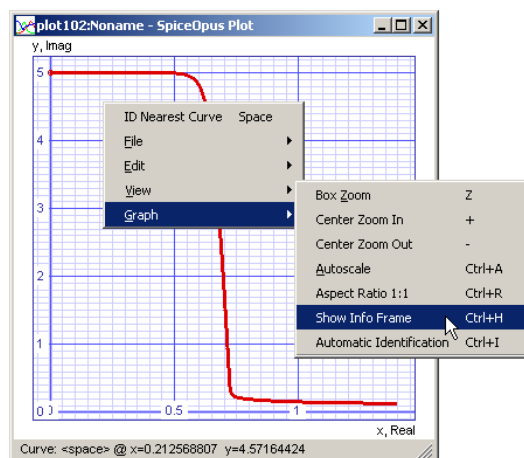 plot102:Noname - SpiceOpus Plot
y, Imag
5
ID Nearest Curve Space
File
4
Edit
View
Box Zoom Z
3
Graph
Center Zoom In +
Center Zoom Out -
2
Autoscale Ctrl+A
Aspect Ratio 1:1 Ctrl+R
Show Info Frame Ctrl+H
1
Automatic Identification Ctrl+I
0 0.5 1
x, Real
Curve: <space> @ x=0.212568807 y=4.57164424